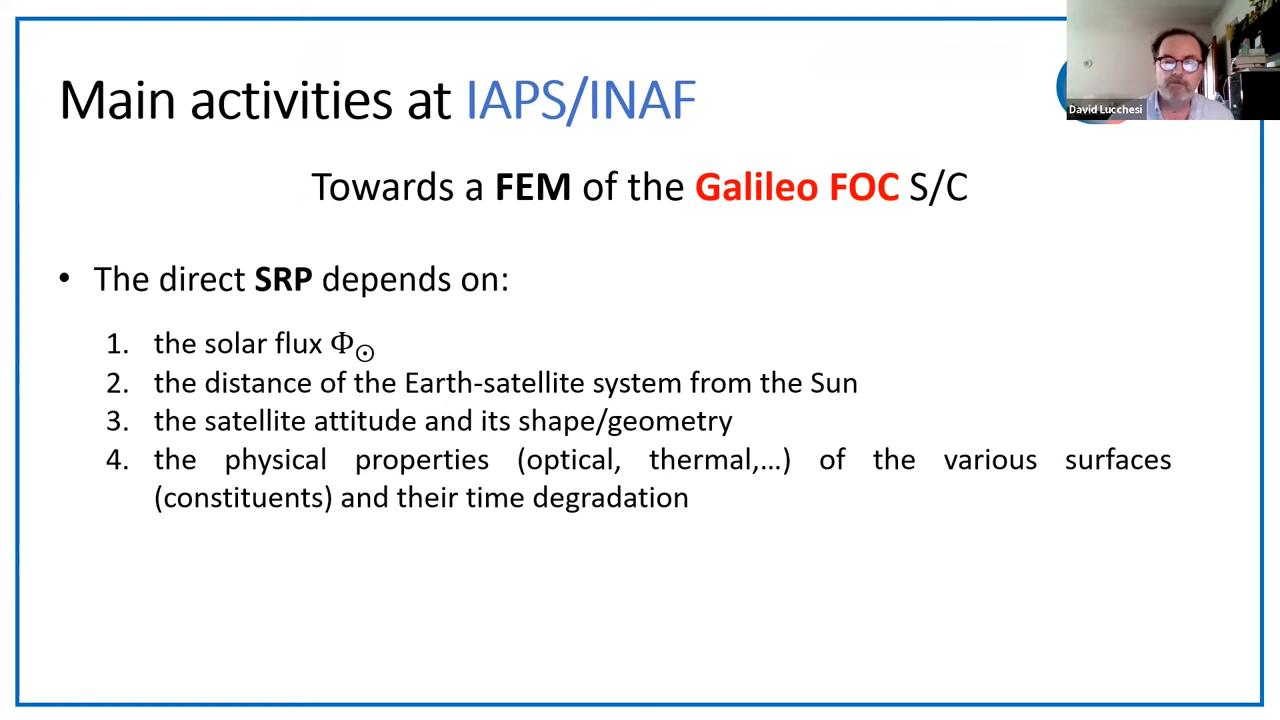 Main activities at IAPS/INAF
David Lucchesi
Towards a FEM of the Galileo FOC S/C
• The direct SRP depends on:
1. the solar flux Φ☉
2. the distance of the Earth-satellite system from the Sun
3. the satellite attitude and its shape/geometry
4. the physical properties (optical, thermal,...) of the various surfaces
(constituents) and their time degradation